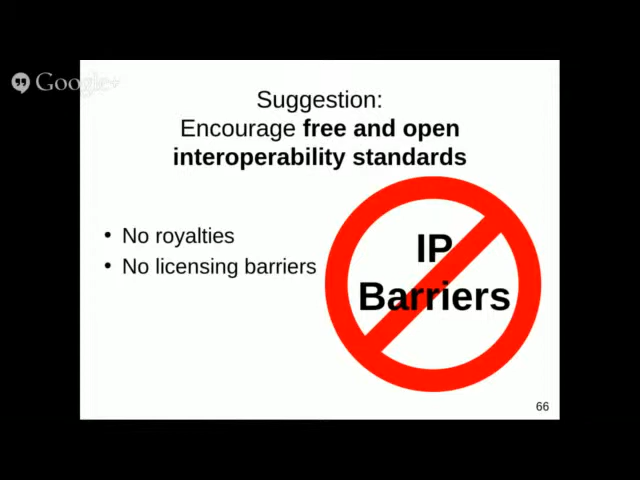 Google+
Suggestion:
Encourage free and open
interoperability standards
• No royalties
• No licensing barriers
IP
Barriers
66